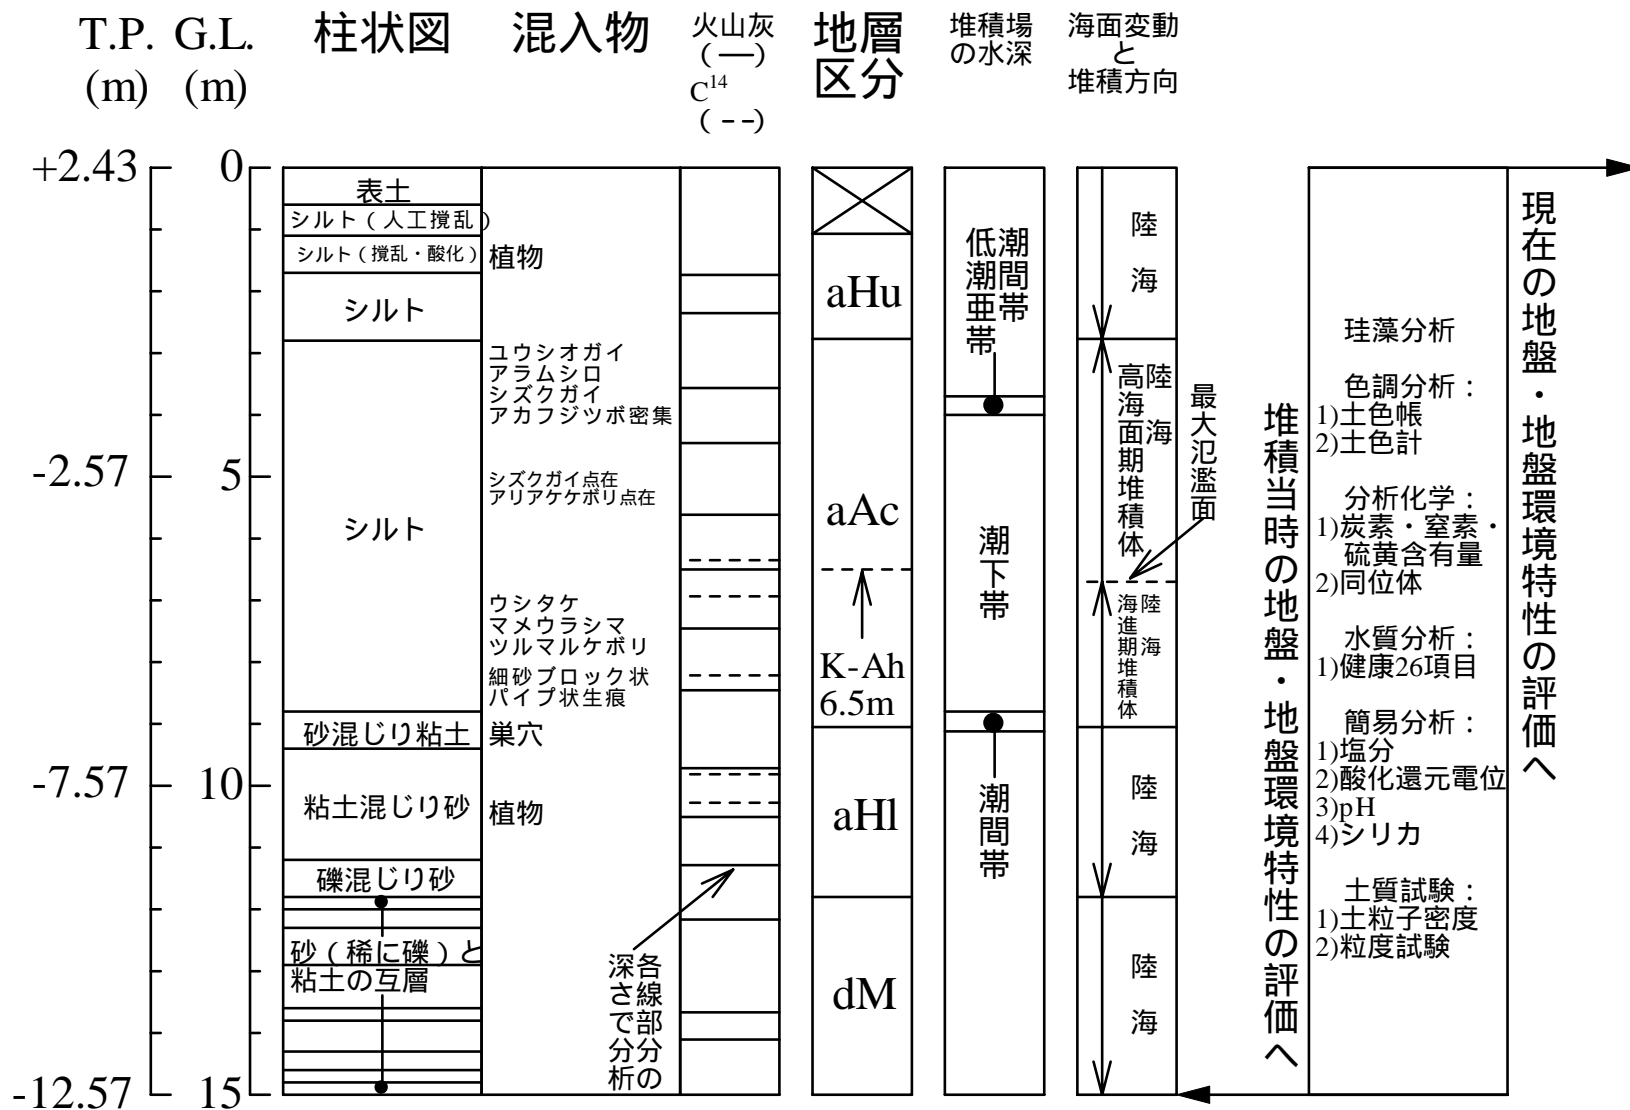 T.P.
(m)
G.L.
(m)
柱状図
混入物
火山灰
(―)
C14
(--)
地層
区分
堆積場
の水深
海面変動
と
堆積方向
+2.43
-2.57
-7.57
-12.57
0
5
10
15
表土
シルト(人工撹乱)
シルト(撹乱・酸化)
シルト
シルト
砂混じり粘土
粘土混じり砂
礫混じり砂
砂(稀に礫)と
粘土の互層
植物
ユウシオガイ
アラムシロ
シズクガイ
アカフジツボ密集
シズクガイ点在
アリアケケボリ点在
ウシタケ
マメウラシマ
ツルマルケボリ
細砂ブロック状
パイプ状生痕
巣穴
植物
各線部分の
深さで分析
aHu
aAc
K-Ah
6.5m
aHl
dM
潮間帯
低潮亜帯
潮下帯
潮間帯
陸 海
陸 海
高海面期堆積体
最大氾濫面
陸 海
海進期堆積体
陸 海
陸 海
堆積当時の地盤・地盤環境特性の評価へ
珪藻分析
色調分析:
1)土色帳
2)土色計
分析化学:
1)炭素・窒素・
硫黄含有量
2)同位体
水質分析:
1)健康26項目
簡易分析:
1)塩分
2)酸化還元電位
3)pH
4)シリカ
土質試験:
1)土粒子密度
2)粒度試験
現在の地盤・地盤環境特性の評価へ